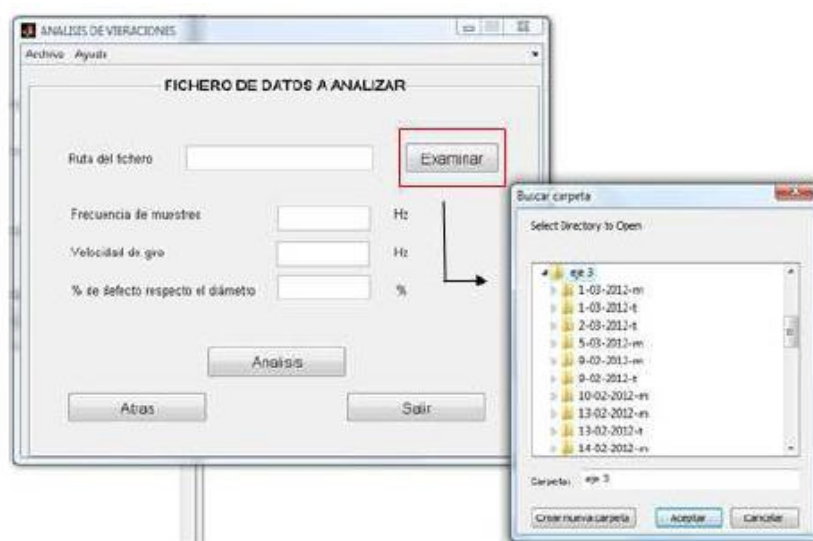 ANALISIS DE VIBRACIONES
Archivo Ayuda
FICHERO DE DATOS A ANALIZAR
Ruta del fichero
Examinar
Frecuencia de muestreo
Hz
Velocidad de giro
Hz
% de defecto respecto el diámetro
%
Analisis
Atras
Salir
Buscar carpeta
Select Directory to Open
eje 3
1-03-2012-m
1-03-2012-t
2-03-2012-t
5-03-2012-m
9-02-2012-m
9-02-2012-t
10-02-2012-m
13-02-2012-m
13-02-2012-t
14-02-2012-m
Carpeta: eje 3
Crear nueva carpeta Aceptar Cancelar